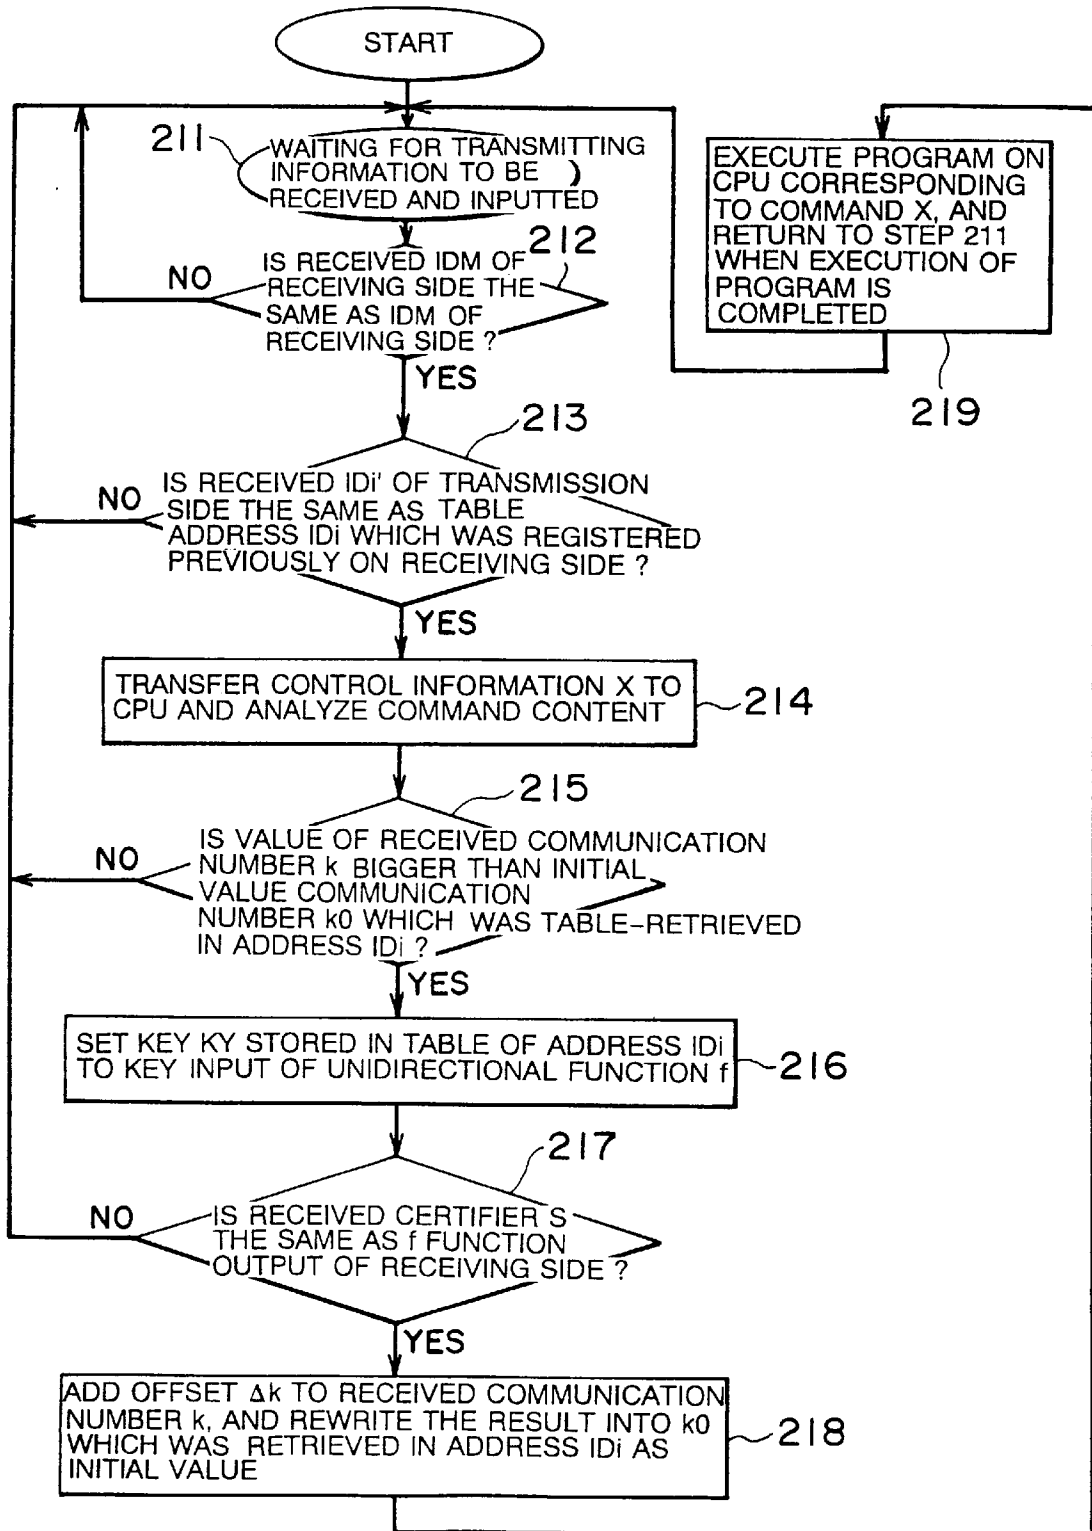 START
211
WAITING FOR TRANSMITTING
INFORMATION TO BE
RECEIVED AND INPUTTED
212
NO
IS RECEIVED IDM OF
RECEIVING SIDE THE
SAME AS IDM OF
RECEIVING SIDE ?
YES
213
NO
IS RECEIVED IDi' OF TRANSMISSION
SIDE THE SAME AS TABLE
ADDRESS IDi WHICH WAS REGISTERED
PREVIOUSLY ON RECEIVING SIDE ?
YES
TRANSFER CONTROL INFORMATION X TO
CPU AND ANALYZE COMMAND CONTENT
214
215
NO
IS VALUE OF RECEIVED COMMUNICATION
NUMBER k BIGGER THAN INITIAL
VALUE COMMUNICATION
NUMBER k0 WHICH WAS TABLE-RETRIEVED
IN ADDRESS IDi ?
YES
SET KEY KY STORED IN TABLE OF ADDRESS IDi
TO KEY INPUT OF UNIDIRECTIONAL FUNCTION f
216
217
NO
IS RECEIVED CERTIFIER S
THE SAME AS f FUNCTION
OUTPUT OF RECEIVING SIDE ?
YES
ADD OFFSET Δk TO RECEIVED COMMUNICATION
NUMBER k, AND REWRITE THE RESULT INTO k0
WHICH WAS RETRIEVED IN ADDRESS IDi AS
INITIAL VALUE
218
EXECUTE PROGRAM ON
CPU CORRESPONDING
TO COMMAND X, AND
RETURN TO STEP 211
WHEN EXECUTION OF
PROGRAM IS
COMPLETED
219